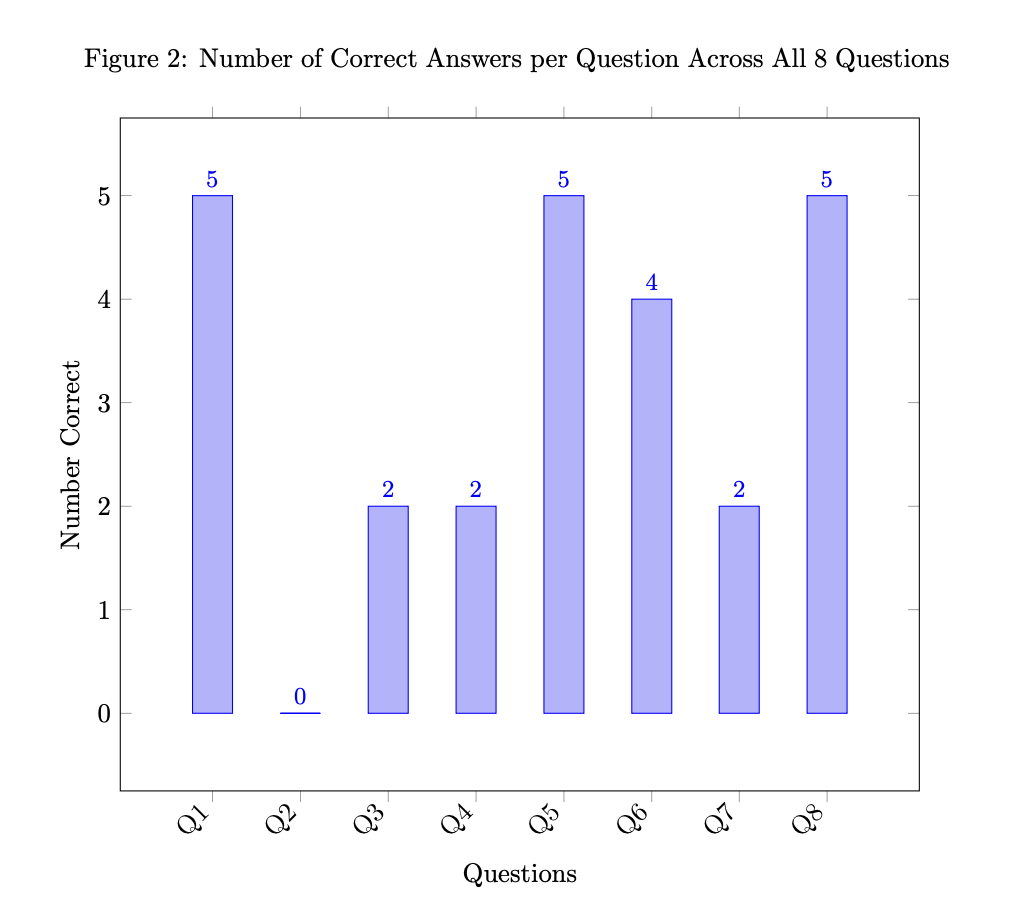 Figure 2: Number of Correct Answers per Question Across All 8 Questions
5
0
2
2
5
4
2
5
5
4
3
2
1
0
Number Correct
Q1
Q2
Q3
Q4
Q5
Q6
Q7
Q8
Questions